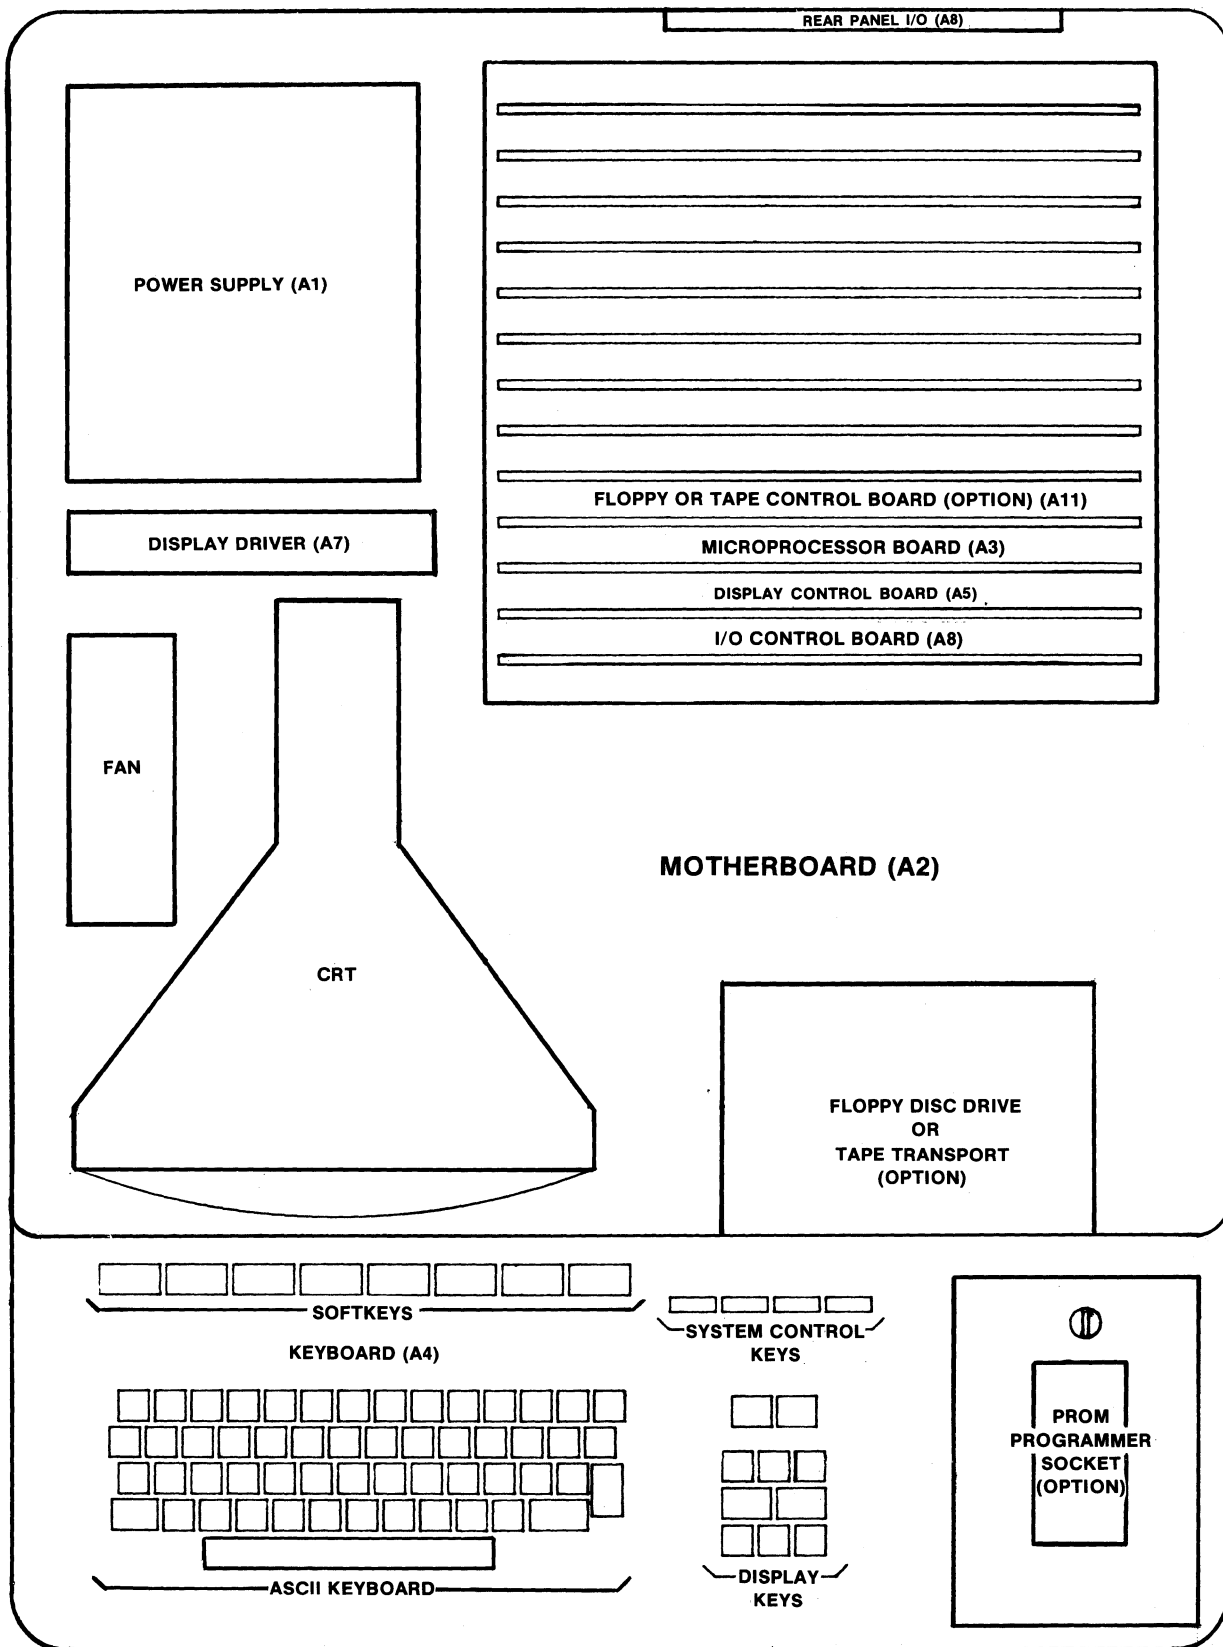 REAR PANEL I/O (A8)
POWER SUPPLY (A1)
FLOPPY OR TAPE CONTROL BOARD (OPTION) (A11)
DISPLAY DRIVER (A7)
MICROPROCESSOR BOARD (A3)
DISPLAY CONTROL BOARD (A5)
I/O CONTROL BOARD (A8)
FAN
MOTHERBOARD (A2)
CRT
FLOPPY DISC DRIVE
OR
TAPE TRANSPORT
(OPTION)
SOFTKEYS
SYSTEM CONTROL
KEYS
KEYBOARD (A4)
PROM
PROGRAMMER
SOCKET
(OPTION)
ASCII KEYBOARD
DISPLAY
KEYS